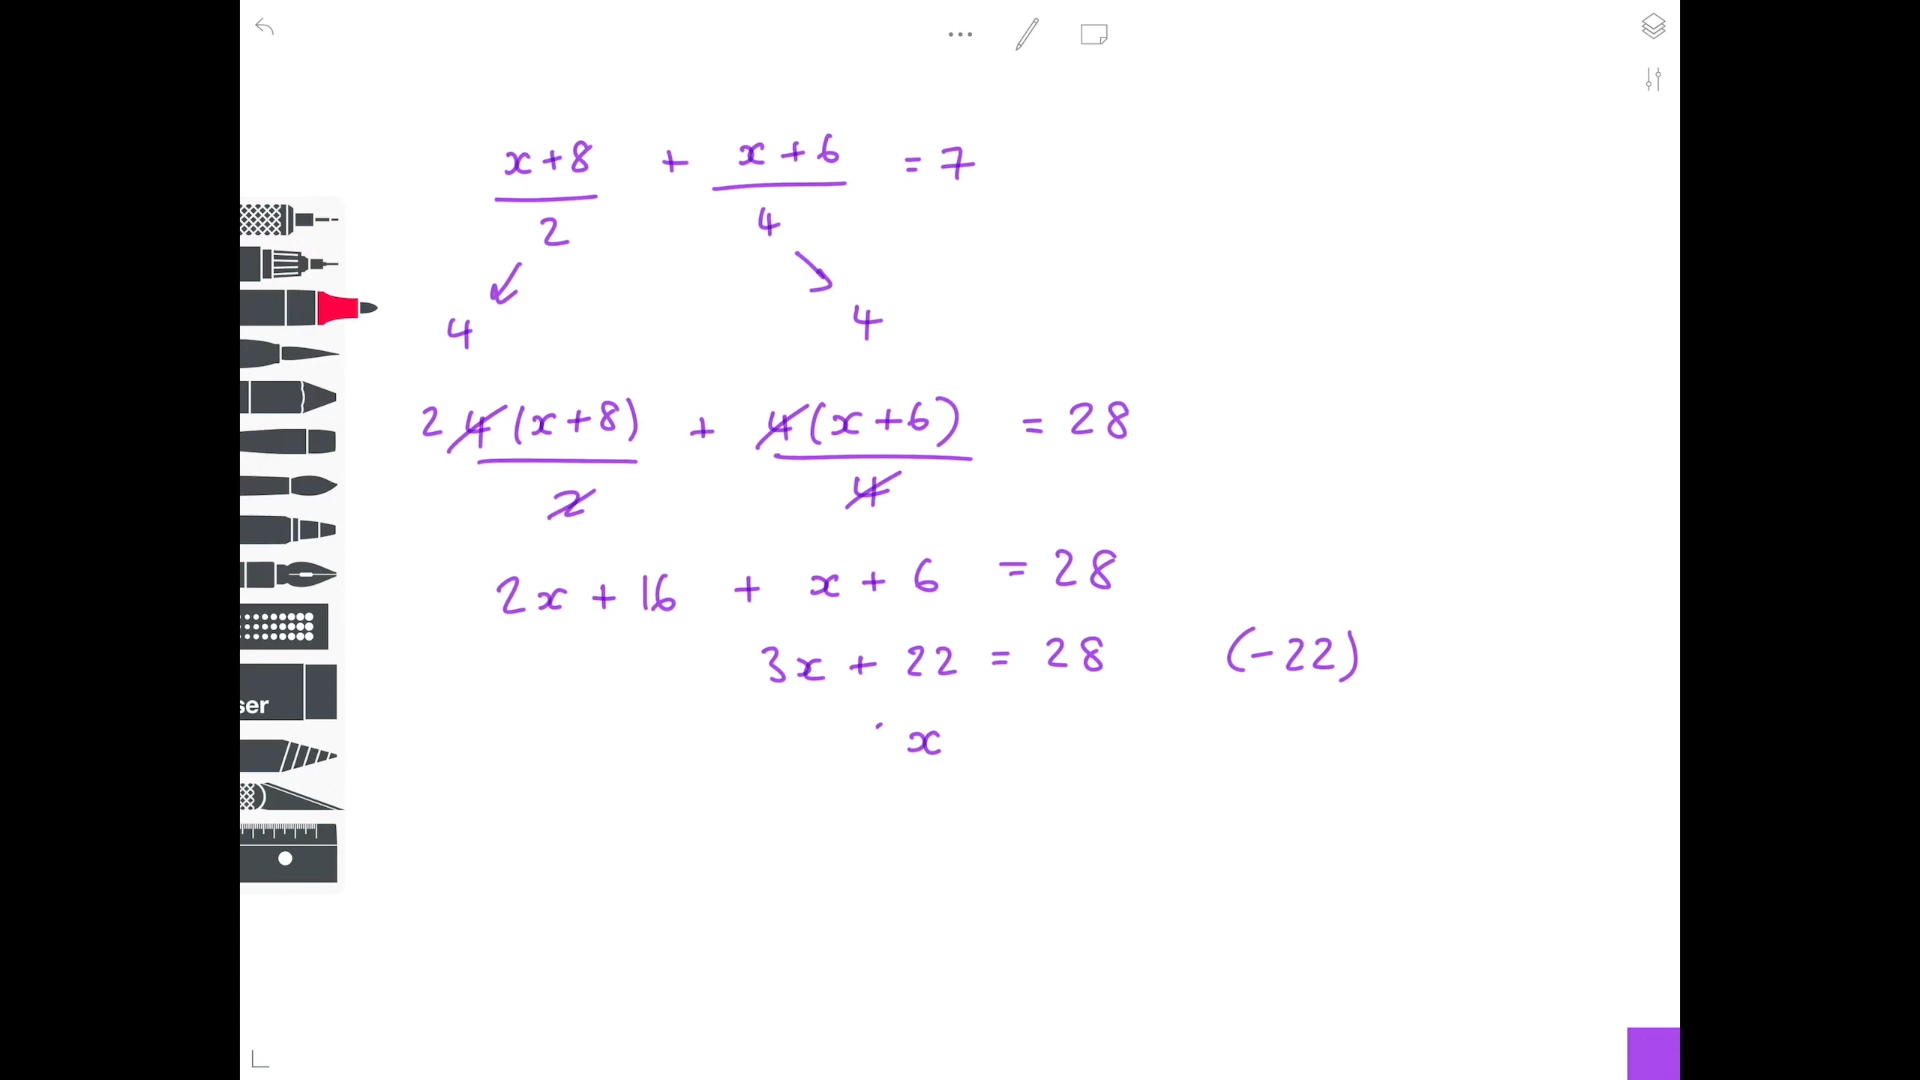 x+8 + x+6 = 7
2 4
4 4
2 4(x+8) + 4(x+6) = 28
2 4
2x + 16 + x + 6 = 28
3x + 22 = 28 (-22)
x
ser